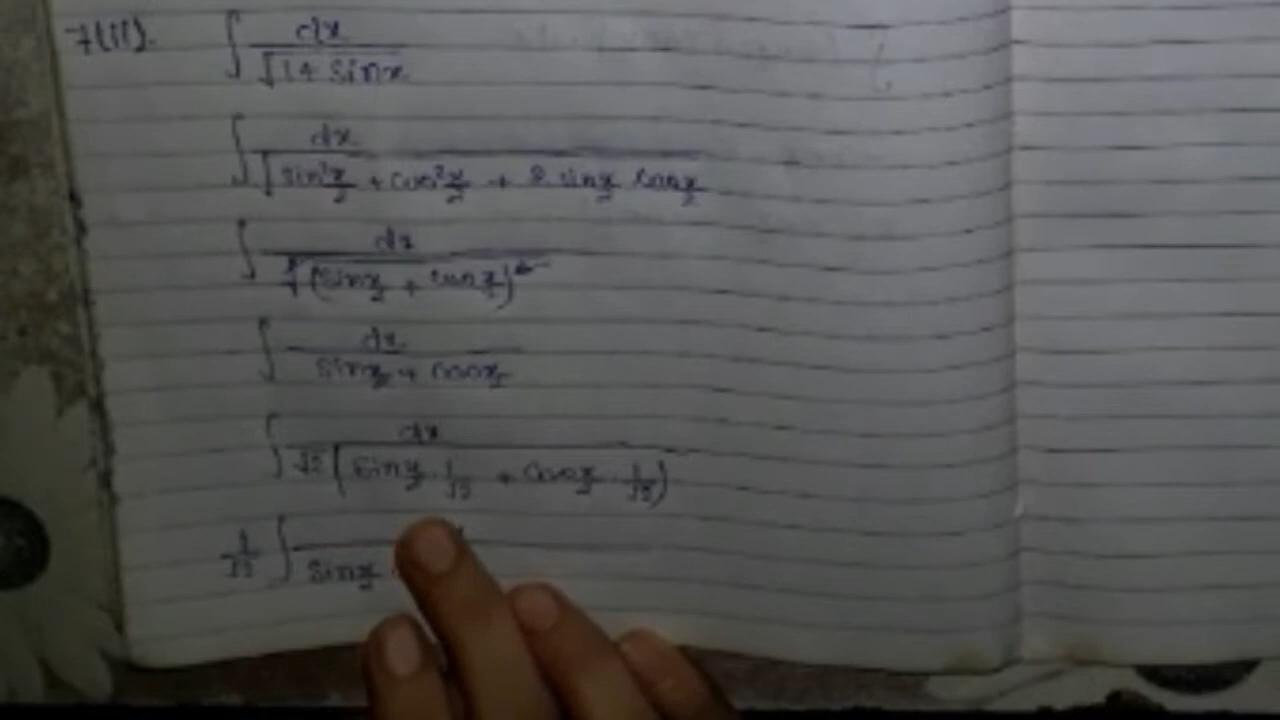 7(ii). ∫ dx / √(1 + sinx)
∫ dx / √(sin²x/2 + cos²x/2 + 2 sinx/2 cosx/2)
∫ dx / √(sinx/2 + cosx/2)²
∫ dx / (sinx/2 + cosx/2)
∫ dx / √2 (sinx/2 · 1/√2 + cosx/2 · 1/√2)
1/√2 ∫ / sinx/2